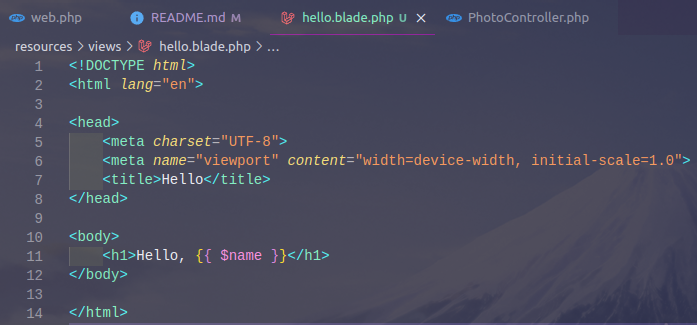 web.php README.md M hello.blade.php U × PhotoController.php
resources > views > hello.blade.php > ...
1 <!DOCTYPE html>
2 <html lang="en">
3
4 <head>
5     <meta charset="UTF-8">
6     <meta name="viewport" content="width=device-width, initial-scale=1.0">
7     <title>Hello</title>
8 </head>
9
10 <body>
11     <h1>Hello, {{ $name }}</h1>
12 </body>
13
14 </html>